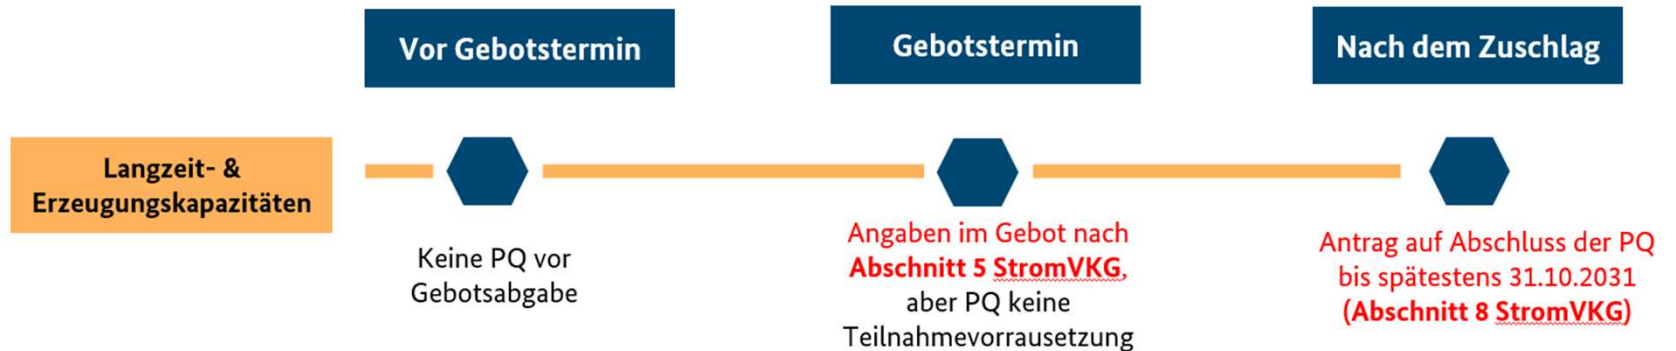 Vor Gebotstermin
Gebotstermin
Nach dem Zuschlag
Langzeit- &
Erzeugungskapazitäten
Keine PQ vor
Gebotsabgabe
Angaben im Gebot nach
Abschnitt 5 StromVKG,
aber PQ keine
Teilnahmevorrausetzung
Antrag auf Abschluss der PQ
bis spätestens 31.10.2031
(Abschnitt 8 StromVKG)